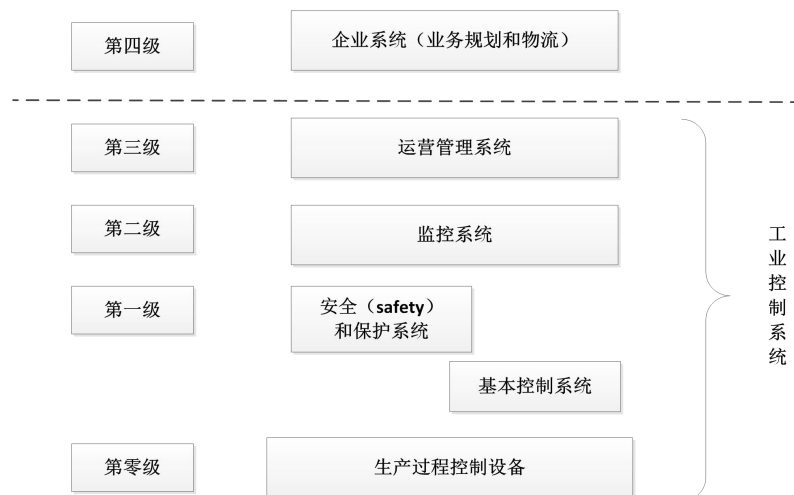 第四级
企业系统（业务规划和物流）
第三级
运营管理系统
第二级
监控系统
第一级
安全（safety）
和保护系统
基本控制系统
第零级
生产过程控制设备
工业控制系统